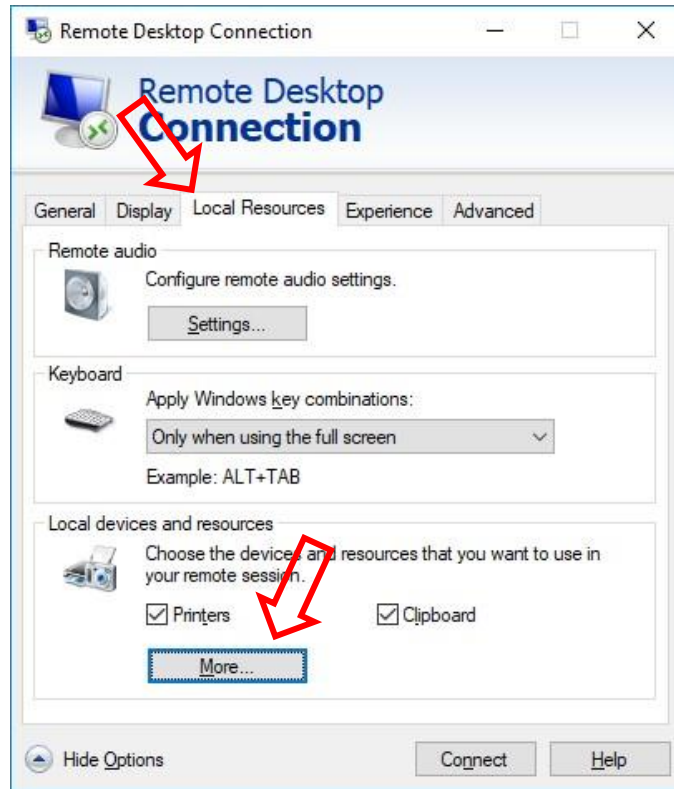 Remote Desktop Connection
Remote Desktop
Connection
General Display Local Resources Experience Advanced
Remote audio
Configure remote audio settings.
Settings...
Keyboard
Apply Windows key combinations:
Only when using the full screen
Example: ALT+TAB
Local devices and resources
Choose the devices and resources that you want to use in
your remote session.
Printers Clipboard
More...
Hide Options Connect Help